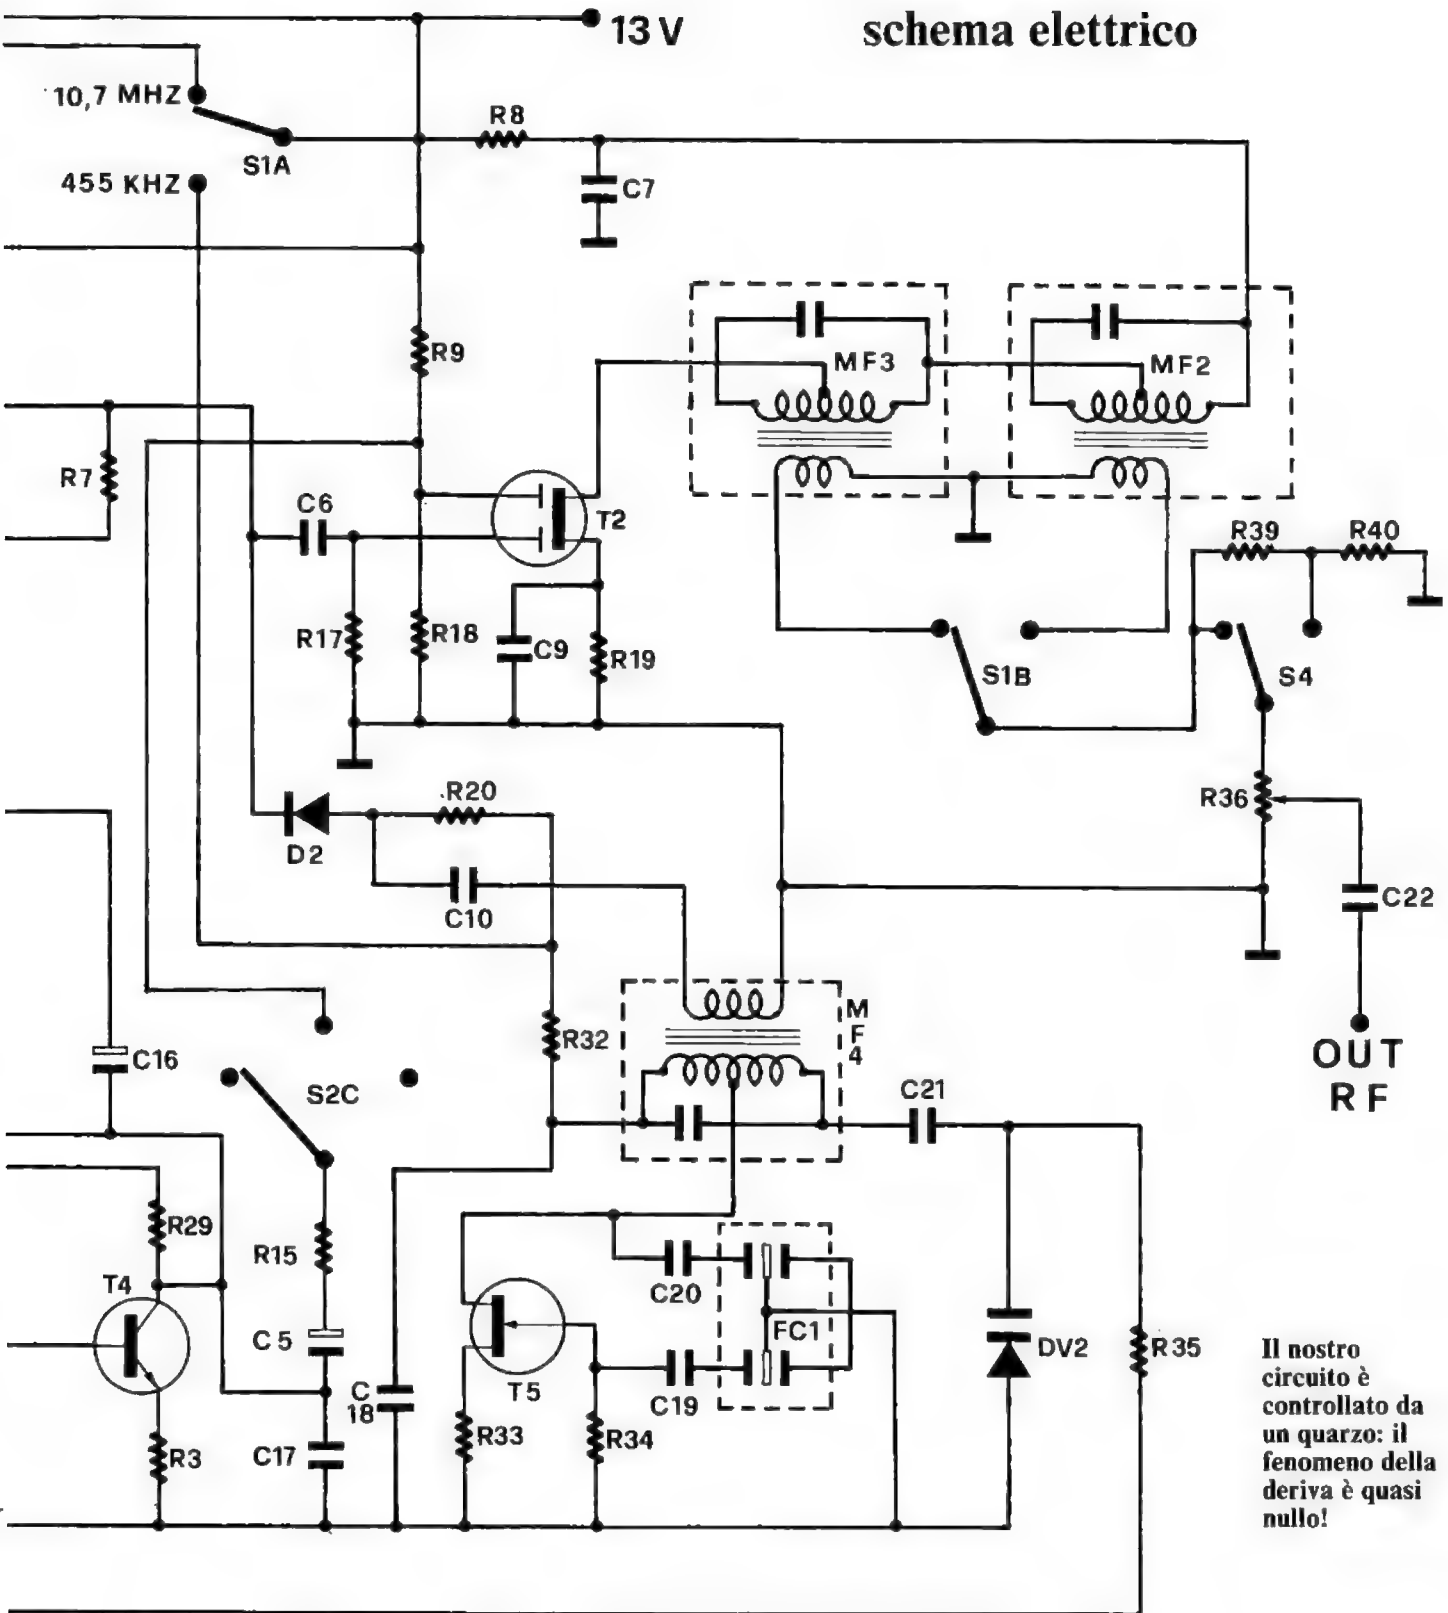 13 V
schema elettrico
10,7 MHZ
S1A
455 KHZ
R8
C7
R9
MF3
MF2
R7
C6
T2
R39
R40
R17
R18
C9
R19
S1B
S4
R20
R36
D2
C10
C22
M
F
4
R32
OUT
RF
C16
S2C
C21
R29
R15
T4
C20
FC1
C5
DV2
R35
T5
C
18
C19
R3
C17
R33
R34
Il nostro
circuito è
controllato da
un quarzo: il
fenomeno della
deriva è quasi
nullo!